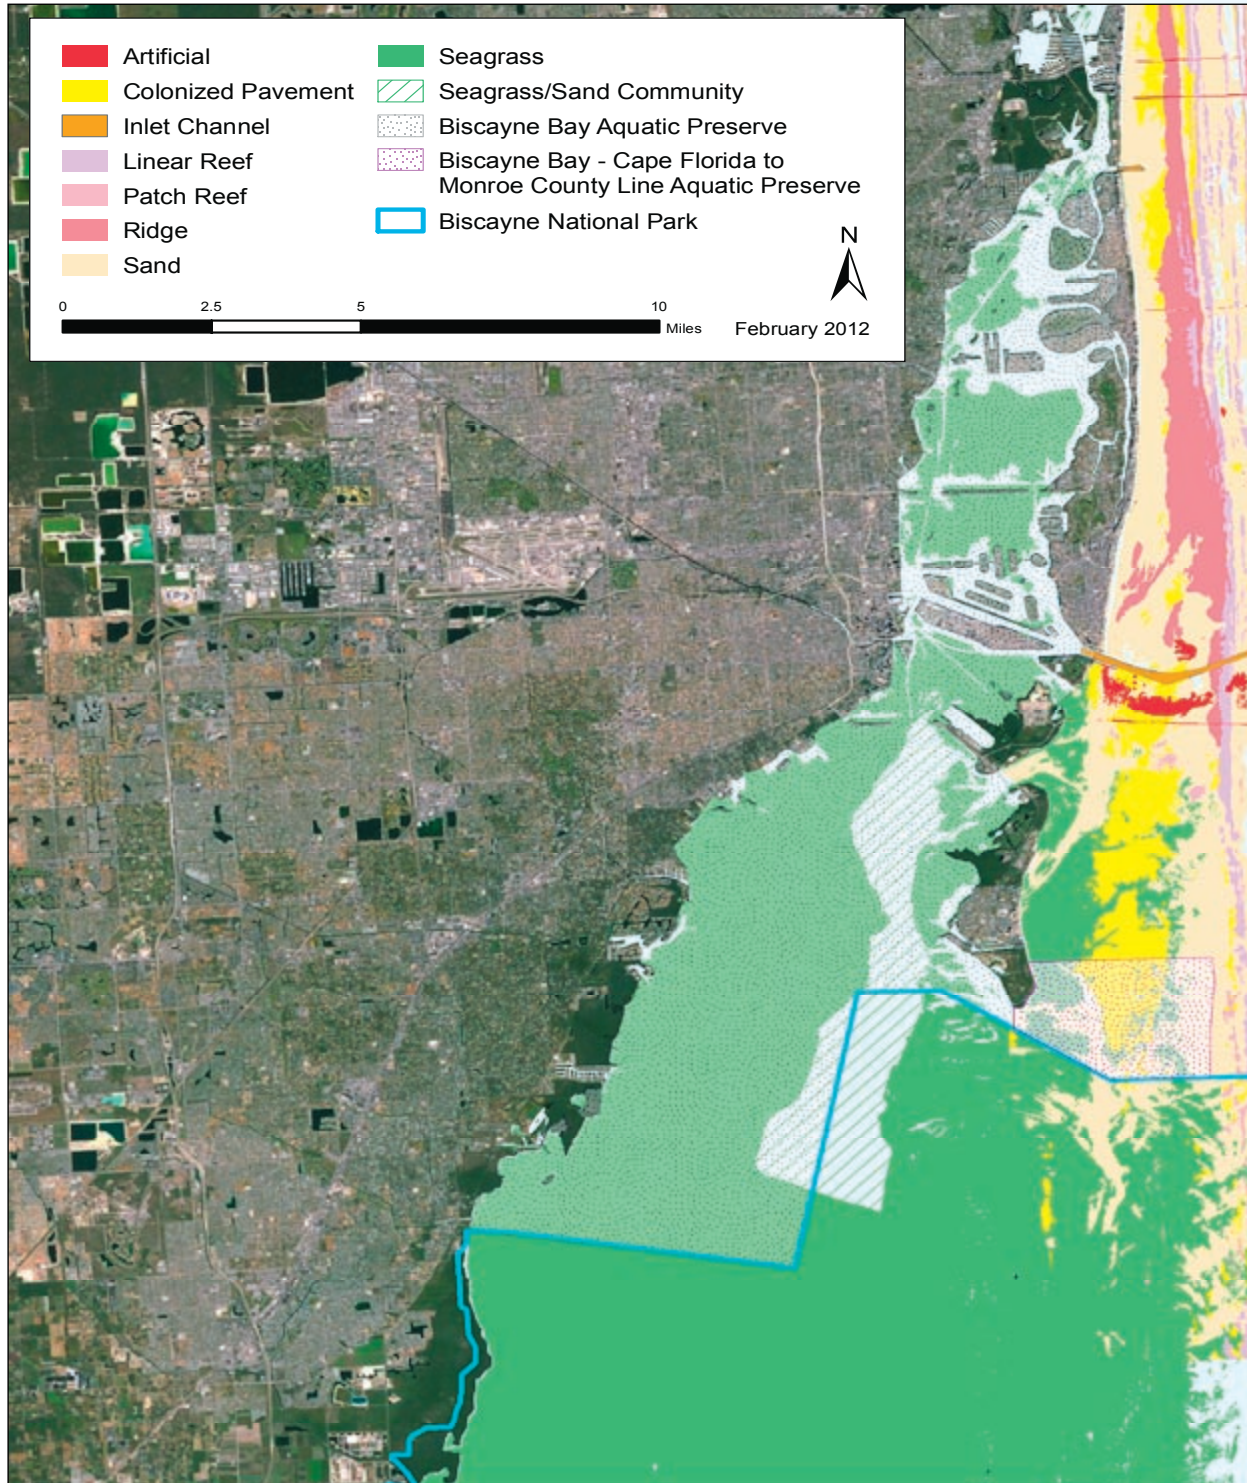 Artificial
Colonized Pavement
Inlet Channel
Linear Reef
Patch Reef
Ridge
Sand
Seagrass
Seagrass/Sand Community
Biscayne Bay Aquatic Preserve
Biscayne Bay - Cape Florida to
Monroe County Line Aquatic Preserve
Biscayne National Park
N
0 2.5 5 10
Miles
February 2012